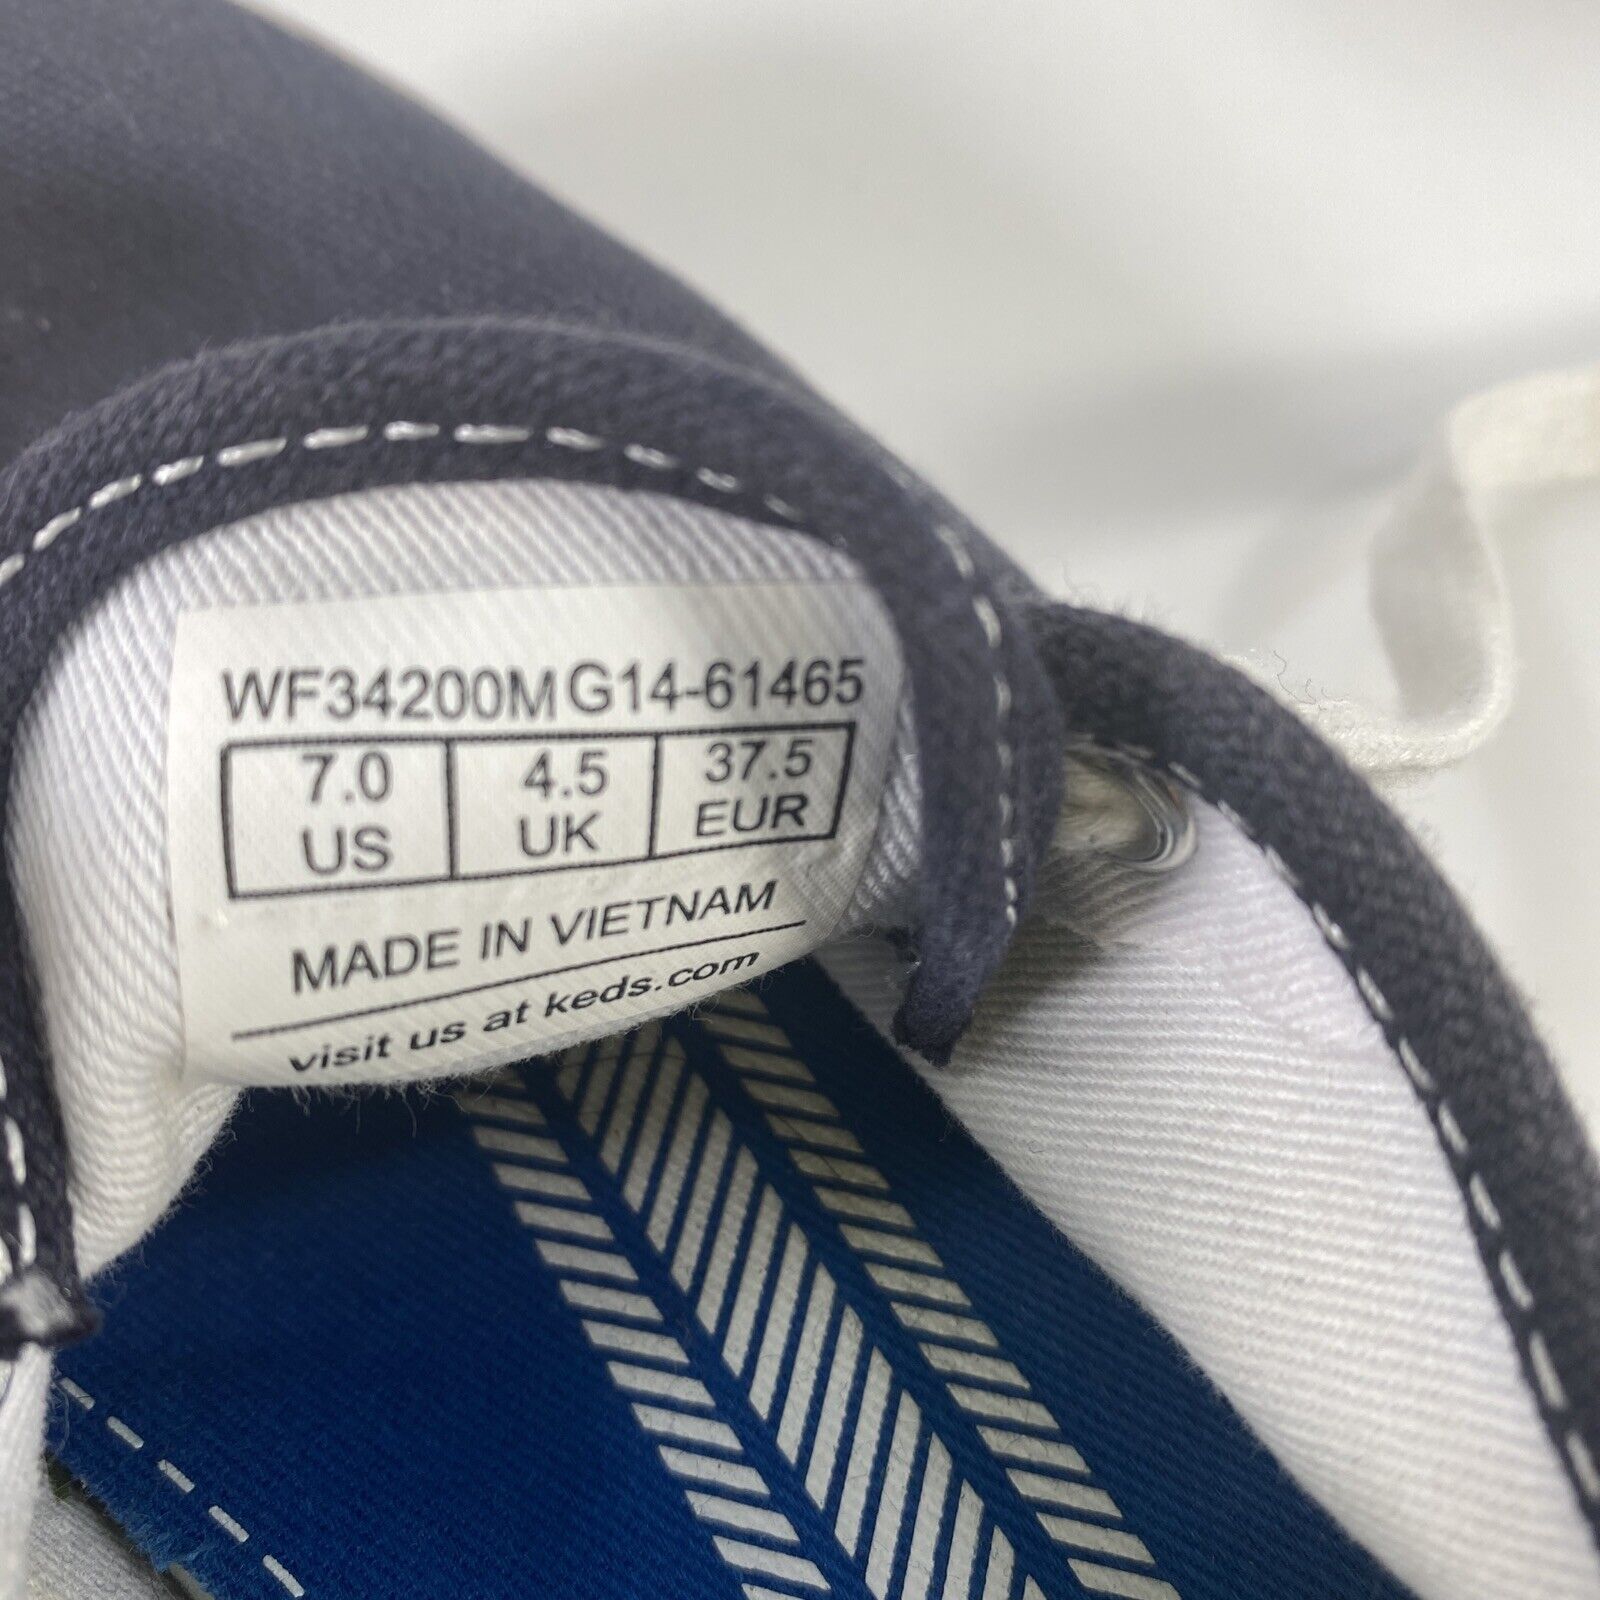 WF34200M G14-61465
7.0 4.5 37.5
US UK EUR
MADE IN VIETNAM
visit us at keds.com